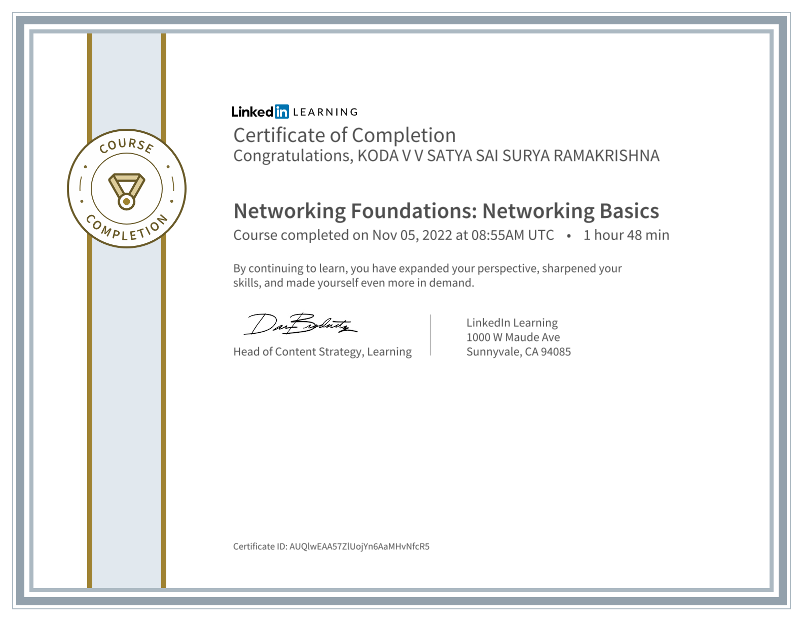 COURSE
COMPLETION
Linked in LEARNING
Certificate of Completion
Congratulations, KODA V V SATYA SAI SURYA RAMAKRISHNA
Networking Foundations: Networking Basics
Course completed on Nov 05, 2022 at 08:55AM UTC • 1 hour 48 min
By continuing to learn, you have expanded your perspective, sharpened your
skills, and made yourself even more in demand.
Head of Content Strategy, Learning
LinkedIn Learning
1000 W Maude Ave
Sunnyvale, CA 94085
Certificate ID: AUQlwEAA57ZlUojYn6AaMHvNfcR5